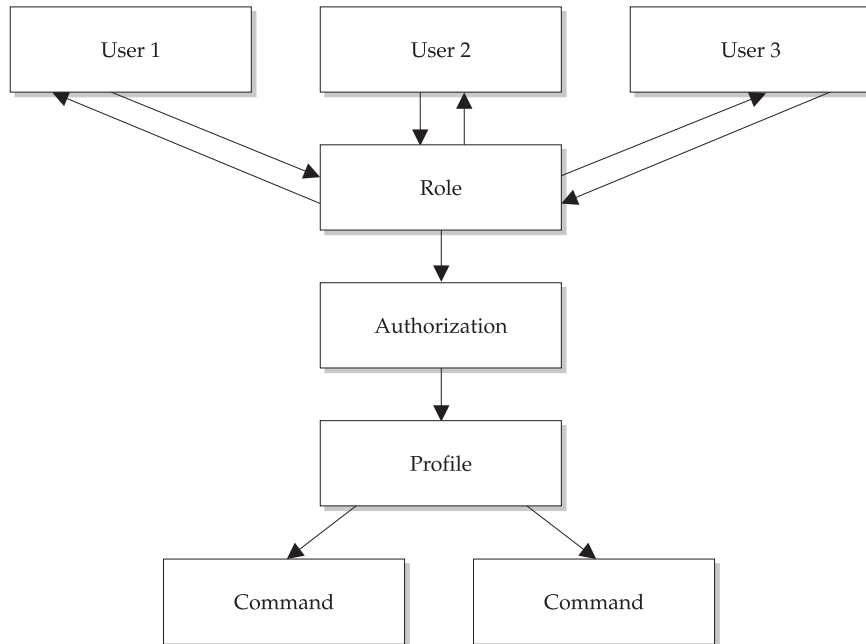 User 1
User 2
User 3
Role
Authorization
Profile
Command
Command